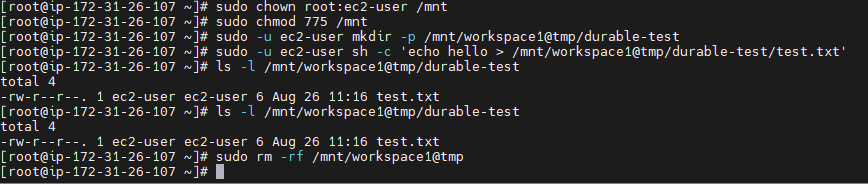 [root@ip-172-31-26-107 ~]# sudo chown root:ec2-user /mnt
[root@ip-172-31-26-107 ~]# sudo chmod 775 /mnt
[root@ip-172-31-26-107 ~]# sudo -u ec2-user mkdir -p /mnt/workspace1@tmp/durable-test
[root@ip-172-31-26-107 ~]# sudo -u ec2-user sh -c 'echo hello > /mnt/workspace1@tmp/durable-test/test.txt'
[root@ip-172-31-26-107 ~]# ls -l /mnt/workspace1@tmp/durable-test
total 4
-rw-r--r--. 1 ec2-user ec2-user 6 Aug 26 11:16 test.txt
[root@ip-172-31-26-107 ~]# ls -l /mnt/workspace1@tmp/durable-test
total 4
-rw-r--r--. 1 ec2-user ec2-user 6 Aug 26 11:16 test.txt
[root@ip-172-31-26-107 ~]# sudo rm -rf /mnt/workspace1@tmp
[root@ip-172-31-26-107 ~]#